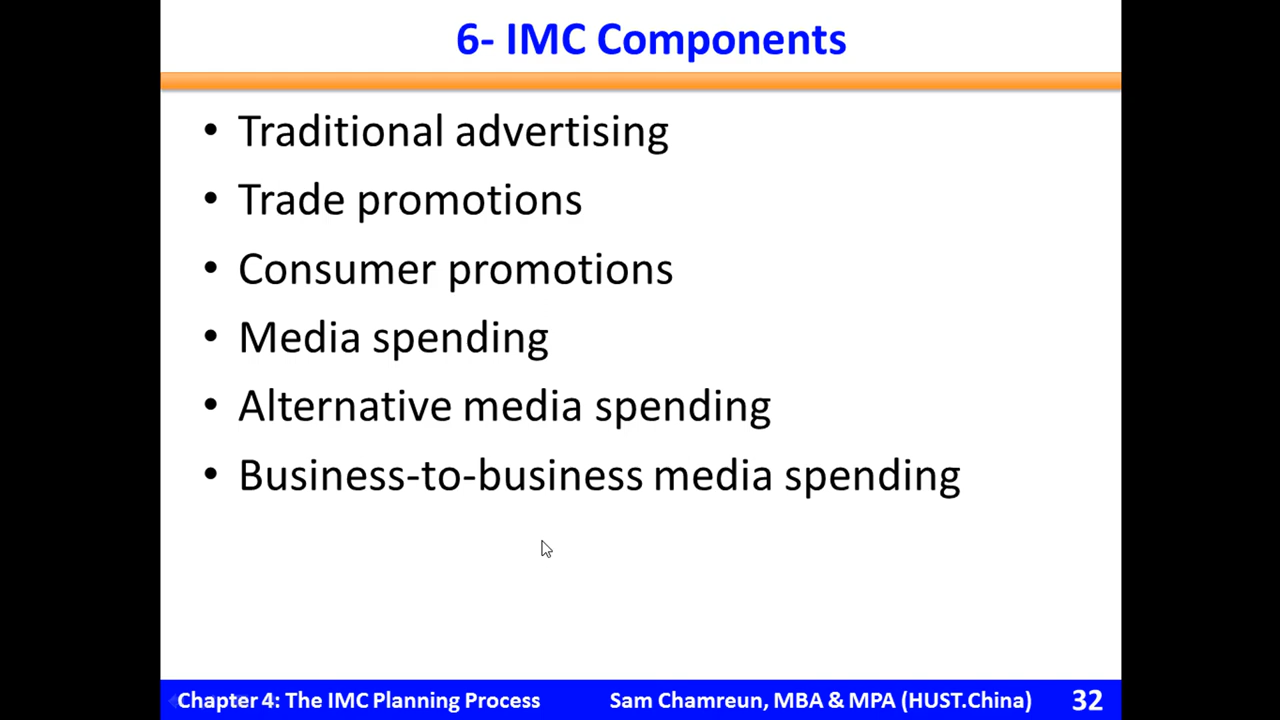 6- IMC Components
• Traditional advertising
• Trade promotions
• Consumer promotions
• Media spending
• Alternative media spending
• Business-to-business media spending
Chapter 4: The IMC Planning Process Sam Chamreun, MBA & MPA (HUST.China) 32